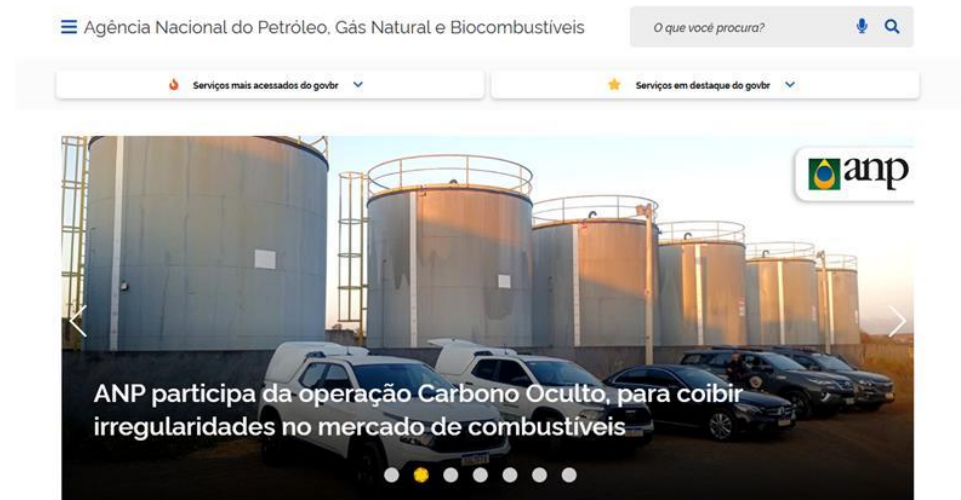 Agência Nacional do Petróleo, Gás Natural e Biocombustíveis
O que você procura?
Serviços mais acessados do govbr
Serviços em destaque do govbr
anp
ANP participa da operação Carbono Oculto, para coibir
irregularidades no mercado de combustíveis